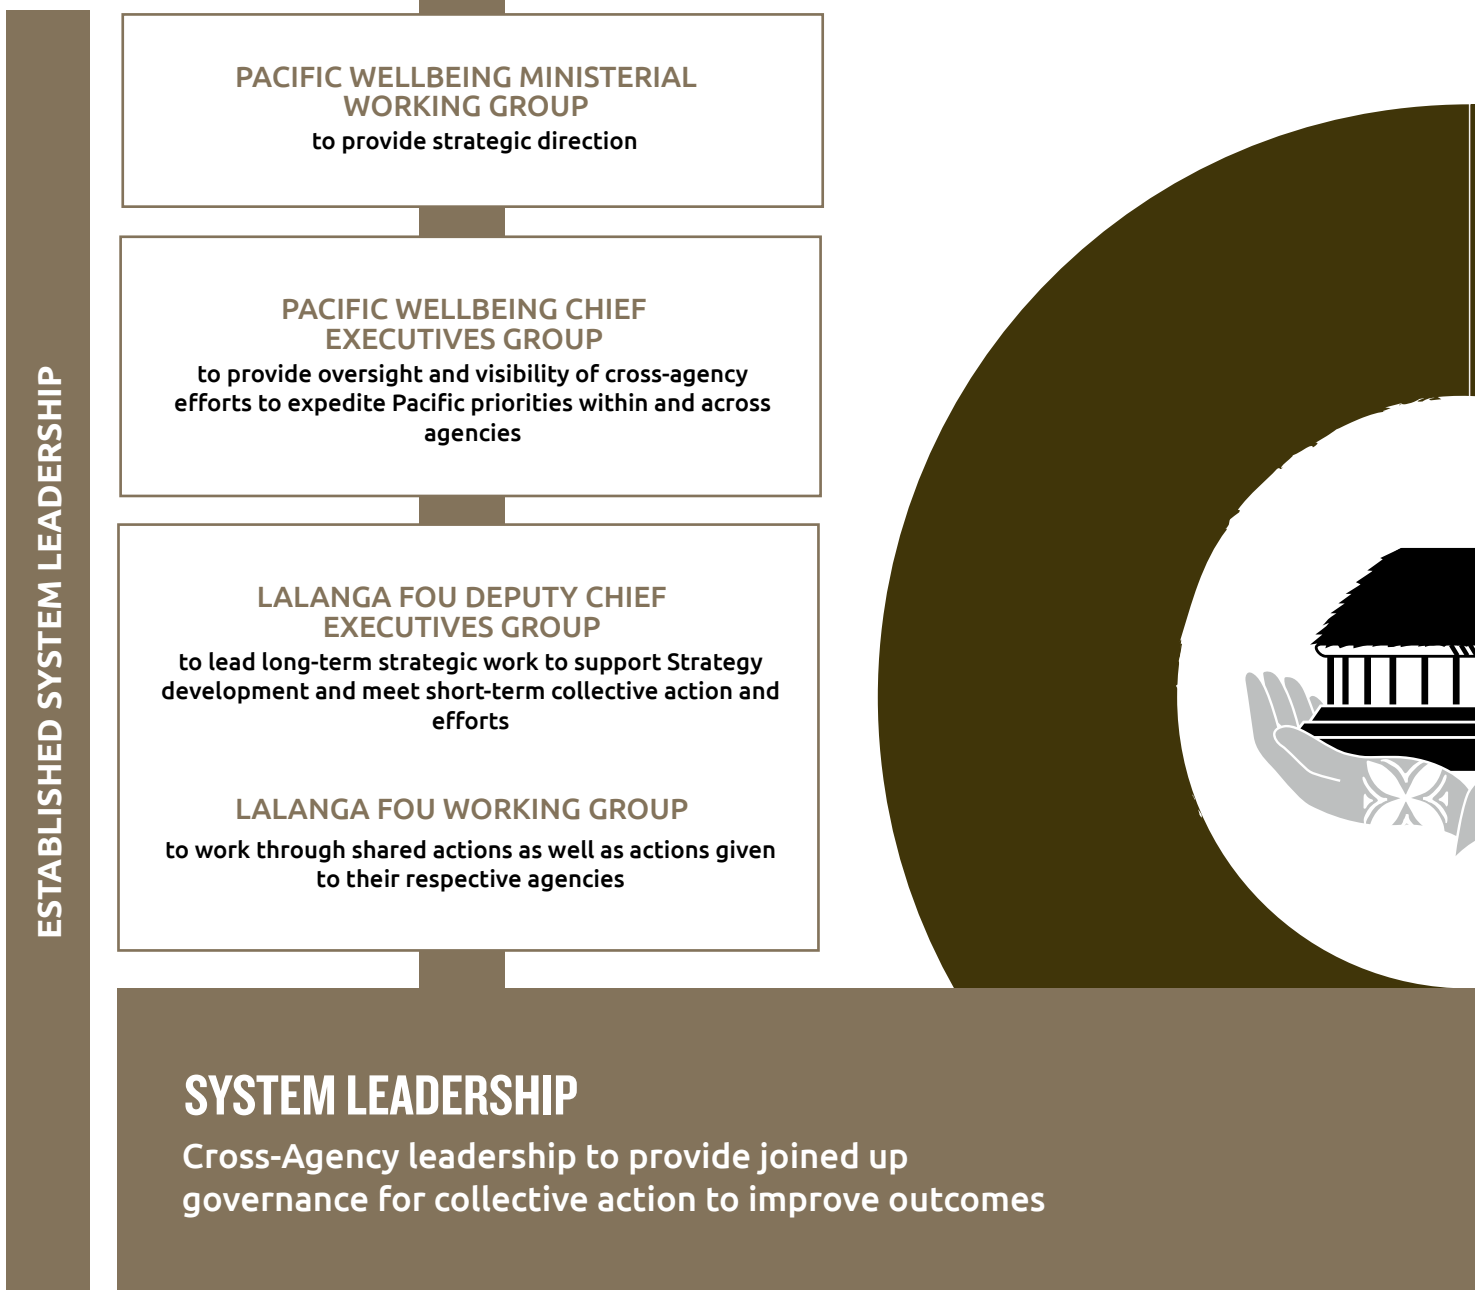 ESTABLISHED SYSTEM LEADERSHIP
PACIFIC WELLBEING MINISTERIAL
WORKING GROUP
to provide strategic direction
PACIFIC WELLBEING CHIEF
EXECUTIVES GROUP
to provide oversight and visibility of cross-agency
efforts to expedite Pacific priorities within and across
agencies
LALANGA FOU DEPUTY CHIEF
EXECUTIVES GROUP
to lead long-term strategic work to support Strategy
development and meet short-term collective action and
efforts
LALANGA FOU WORKING GROUP
to work through shared actions as well as actions given
to their respective agencies
SYSTEM LEADERSHIP
Cross-Agency leadership to provide joined up
governance for collective action to improve outcomes